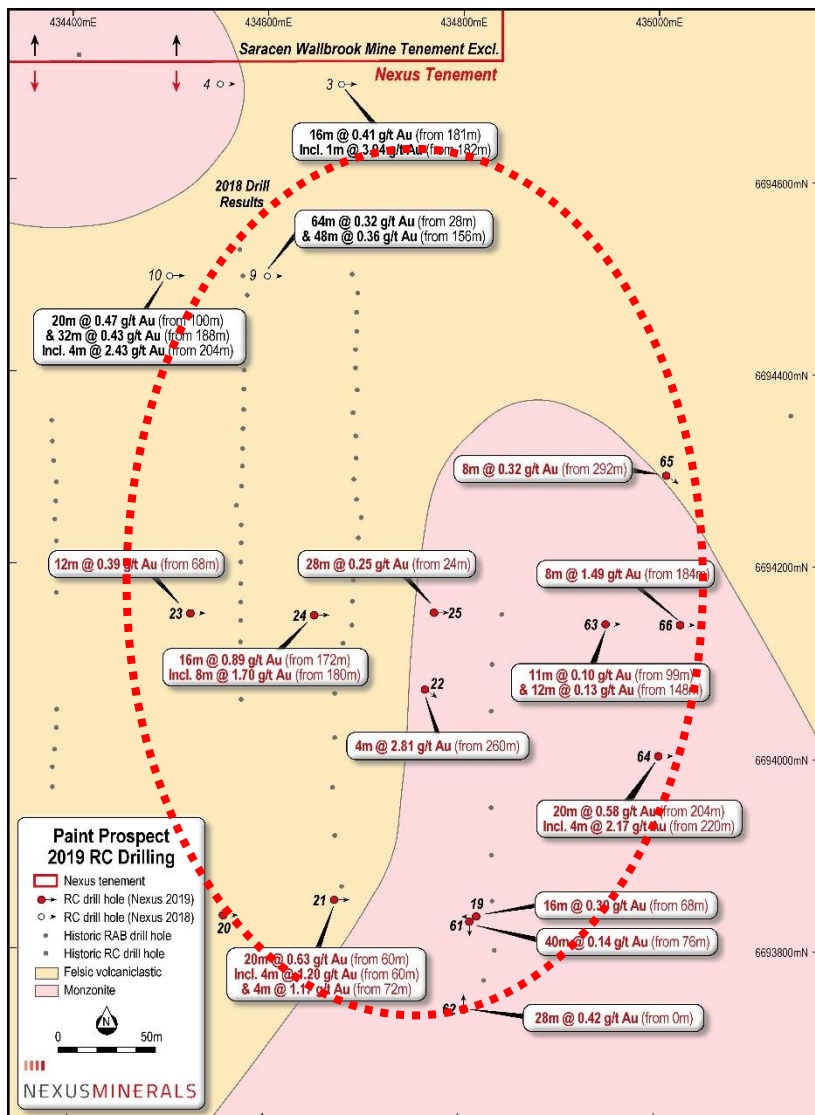 434400mE
434600mE
434800mE
435000mE
Saracen Wallbrook Mine Tenement Excl.
Nexus Tenement
4
3
16m @ 0.41 g/t Au (from 181m)
Incl. 1m @ 3.94 g/t Au (from 182m)
6694600mN
2018 Drill
Results
64m @ 0.32 g/t Au (from 28m)
& 48m @ 0.36 g/t Au (from 156m)
10
9
20m @ 0.47 g/t Au (from 100m)
& 32m @ 0.43 g/t Au (from 188m)
Incl. 4m @ 2.43 g/t Au (from 204m)
6694400mN
65
8m @ 0.32 g/t Au (from 292m)
12m @ 0.39 g/t Au (from 68m)
28m @ 0.25 g/t Au (from 24m)
8m @ 1.49 g/t Au (from 184m)
6694200mN
23
24
25
63
66
16m @ 0.89 g/t Au (from 172m)
Incl. 8m @ 1.70 g/t Au (from 180m)
11m @ 0.10 g/t Au (from 99m)
& 12m @ 0.13 g/t Au (from 148m)
22
4m @ 2.81 g/t Au (from 260m)
64
6694000mN
20m @ 0.58 g/t Au (from 204m)
Incl. 4m @ 2.17 g/t Au (from 220m)
Paint Prospect
2019 RC Drilling
Nexus tenement
RC drill hole (Nexus 2019)
RC drill hole (Nexus 2018)
Historic RAB drill hole
Historic RC drill hole
Felsic volcaniclastic
Monzonite
N
0
50m
NEXUSMINERALS
20
21
19
16m @ 0.30 g/t Au (from 68m)
61
40m @ 0.14 g/t Au (from 76m)
6693800mN
20m @ 0.63 g/t Au (from 60m)
Incl. 4m @ 1.20 g/t Au (from 60m)
& 4m @ 1.17 g/t Au (from 72m)
62
28m @ 0.42 g/t Au (from 0m)